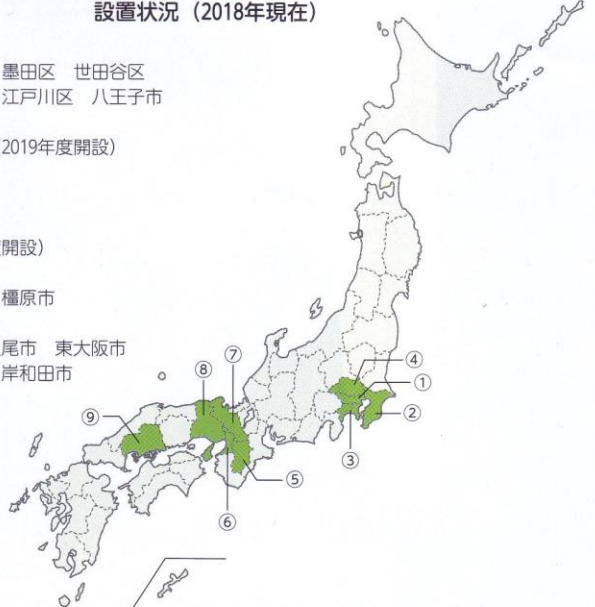 設置状況（2018年現在）
墨田区　世田谷区
江戸川区　八王子市
2019年度開設）
開設）
橿原市
尾市　東大阪市
岸和田市
⑦
⑧
④
①
⑨
②
③
⑤
⑥